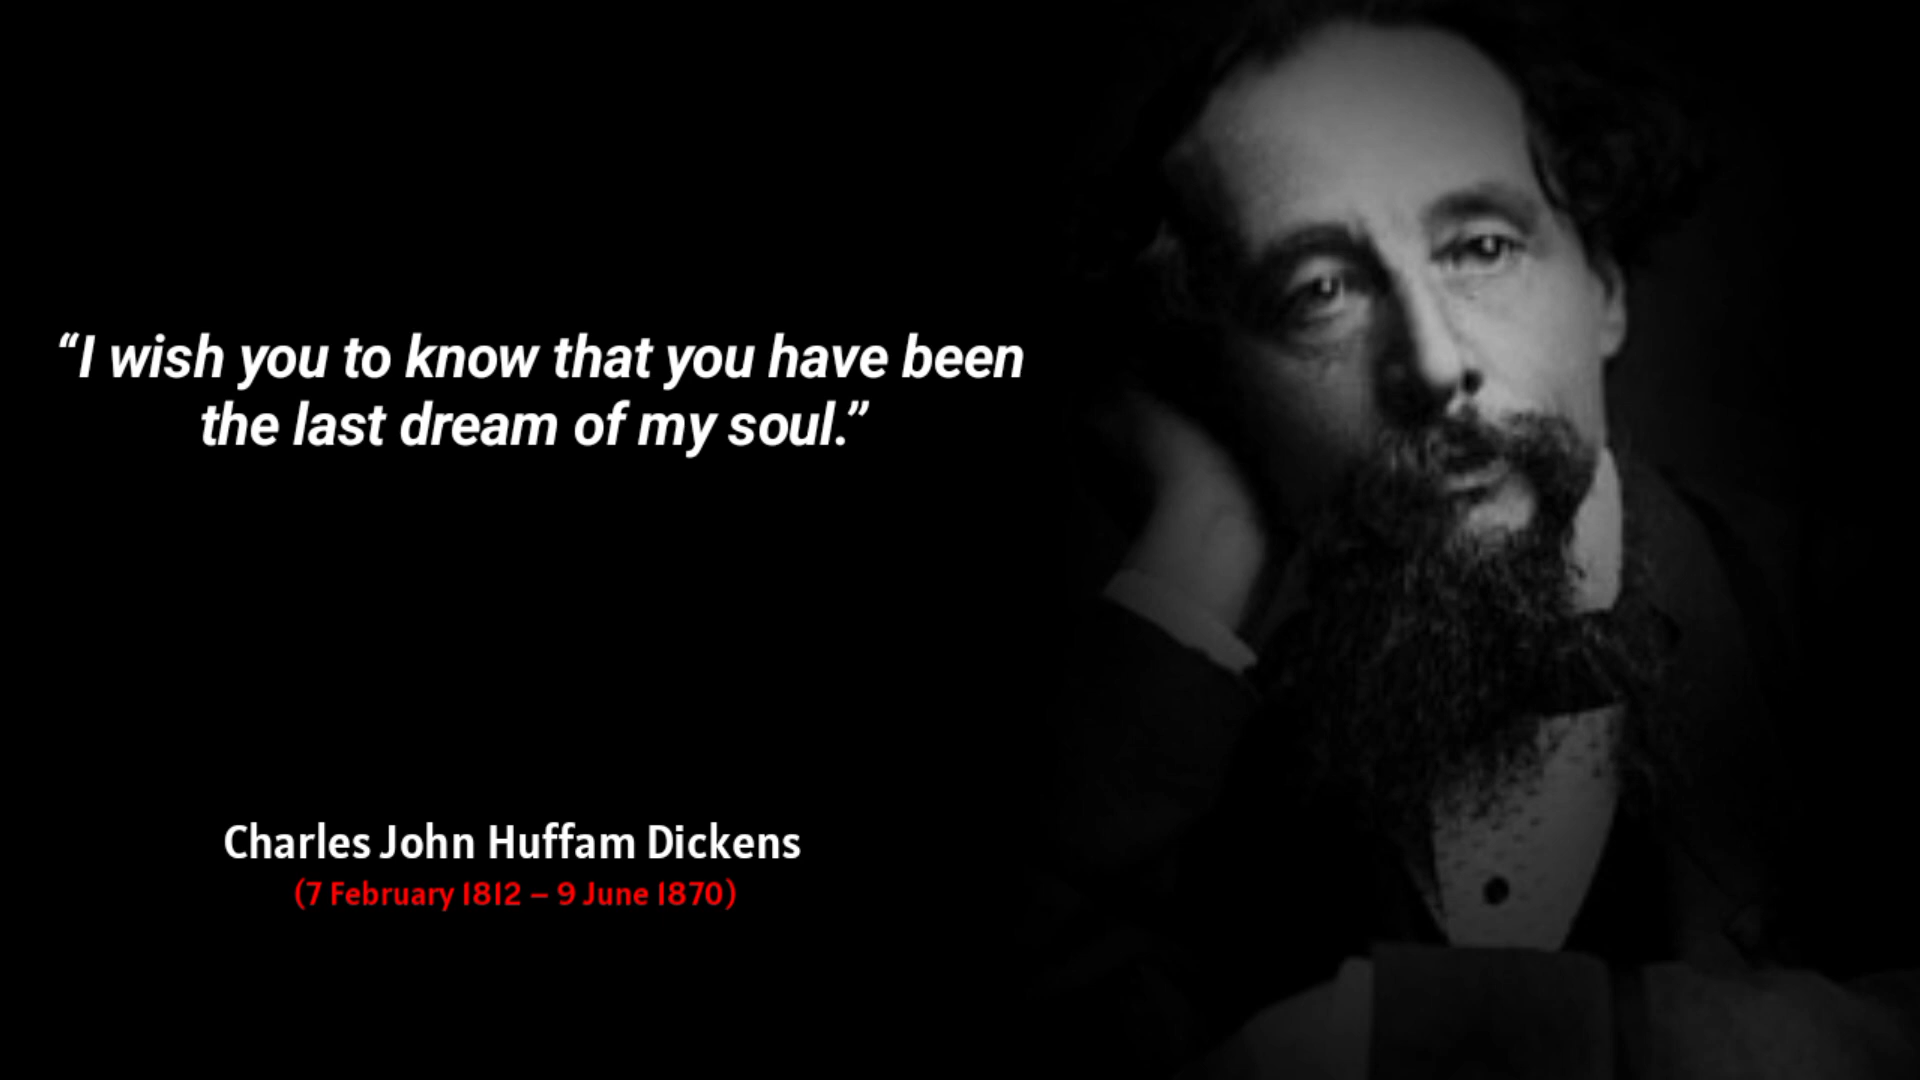 “I wish you to know that you have been
the last dream of my soul.”
Charles John Huffam Dickens
(7 February 1812 – 9 June 1870)